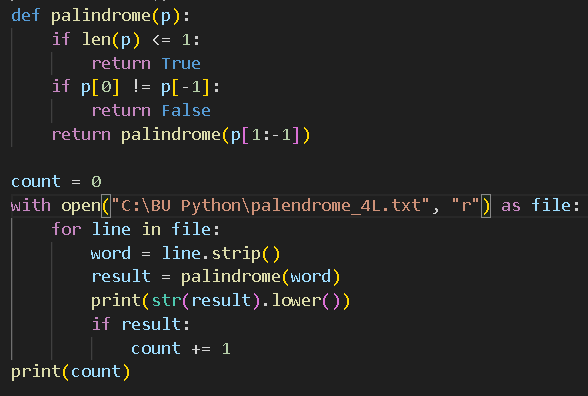 def palindrome(p):
    if len(p) <= 1:
        return True
    if p[0] != p[-1]:
        return False
    return palindrome(p[1:-1])

count = 0
with open("C:\BU Python\palendrome_4L.txt", "r") as file:
    for line in file:
        word = line.strip()
        result = palindrome(word)
        print(str(result).lower())
        if result:
            count += 1
print(count)